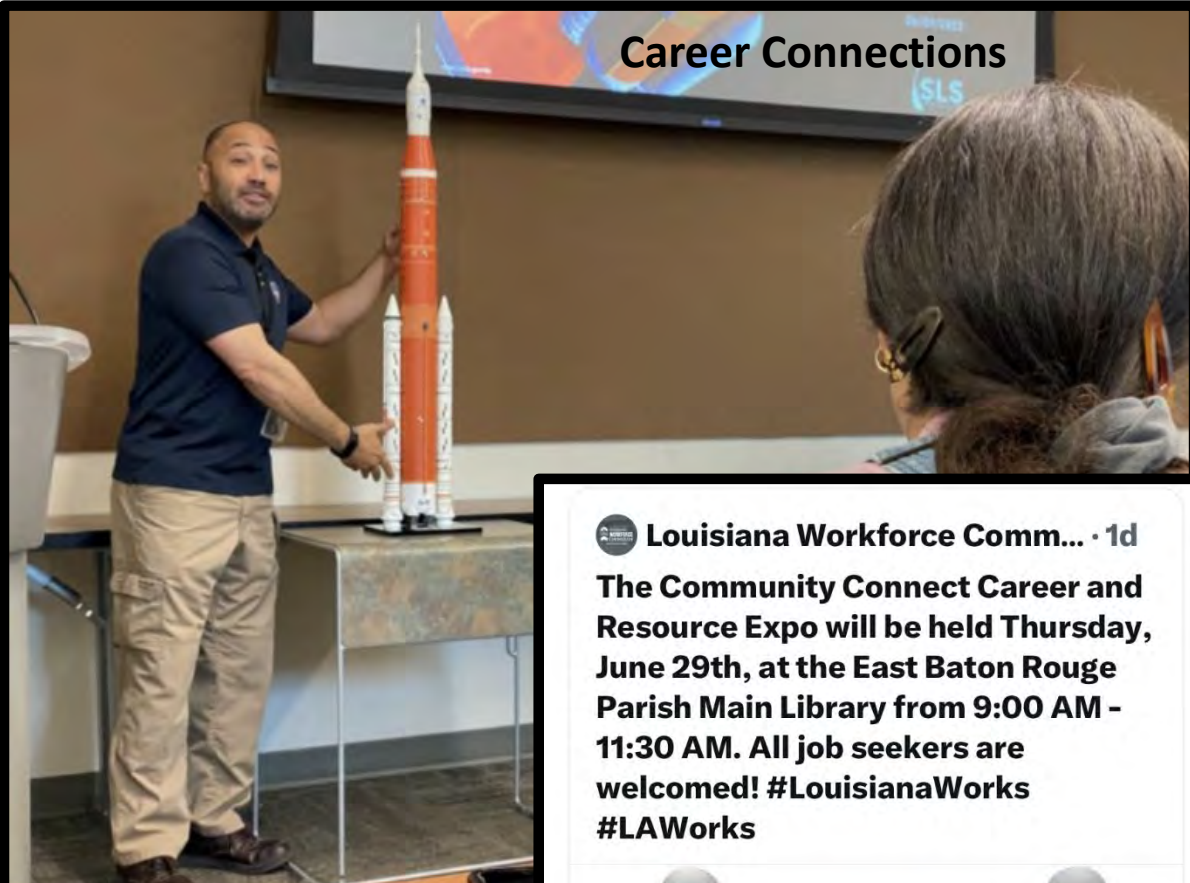 Career Connections
SLS
Louisiana Workforce Comm... · 1d
The Community Connect Career and
Resource Expo will be held Thursday,
June 29th, at the East Baton Rouge
Parish Main Library from 9:00 AM -
11:30 AM. All job seekers are
welcomed! #LouisianaWorks
#LAWorks